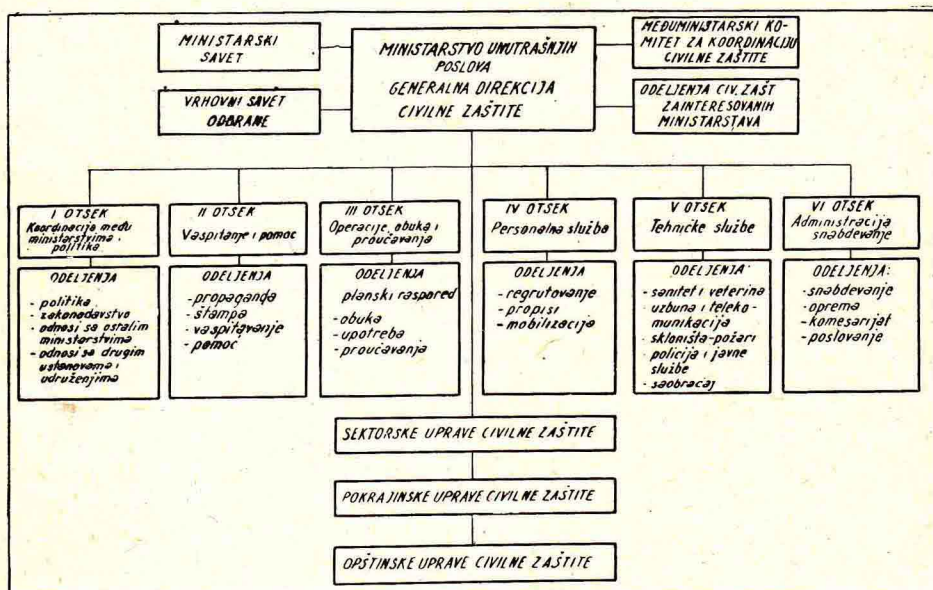 MINISTARSKI
SAVET
VRHOVNI SAVET
ODBRANE
MINISTARSTVO UNUTRAŠNJIH
POSLOVA
GENERALNA DIREKCIJA
CIVILNE ZAŠTITE
MEĐUMINISTARSKI KO-
MITET ZA KOORDINACIJU
CIVILNE ZAŠTITE
ODELJENJA CIV. ZAŠT
ZAINTERESOVANIH
MINISTARSTAVA
I OTSEK
Koordinacija među
ministarstvima i
politika
ODELJENJA
- politika
- zakonodavstvo
- odnosi sa ostalim
ministarstvima
- odnosi sa drugim
ustanovama i
udruženjima
II OTSEK
Vaspitanje i pomoć
ODELJENJA
- propaganda
- štampa
- vaspitavanje
- pomoć
III OTSEK
Operacije, obuka i
proučavanja
ODELJENJA
planski raspored
- obuka
- upotreba
- proučavanja
IV OTSEK
Personalna služba
ODELJENJA
- regrutovanje
- propisi
- mobilizacija
V OTSEK
Tehničke službe
ODELJENJA:
- sanitet i veterina
- uzbuna i teleko-
munikacija
- skloništa-požari
- policija i javne
službe
- saobraćaj
VI OTSEK
Administracija
snabdevanje
ODELJENJA:
- snabdevanje
- oprema
- komesarijat
- poslovanje
SEKTORSKE UPRAVE CIVILNE ZAŠTITE
POKRAJINSKE UPRAVE CIVILNE ZAŠTITE
OPŠTINSKE UPRAVE CIVILNE ZAŠTITE